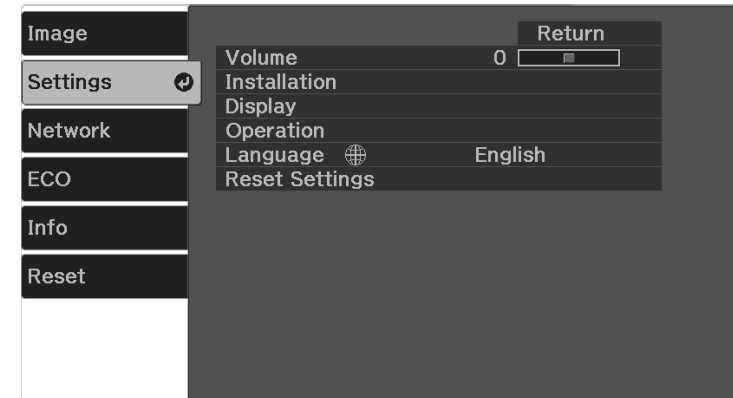 Image
Settings
Network
ECO
Info
Reset
Return
Volume 0
Installation
Display
Operation
Language English
Reset Settings